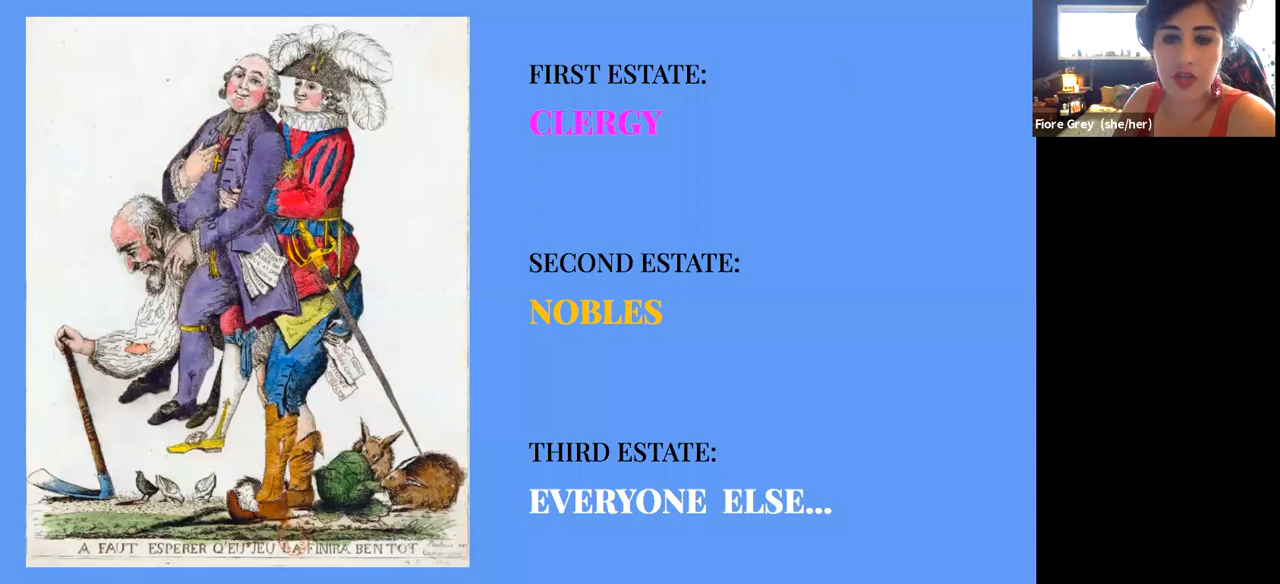 FIRST ESTATE:
CLERGY
SECOND ESTATE:
NOBLES
THIRD ESTATE:
EVERYONE ELSE...
A FAUT ESPERER Q'EU'JEU LA FINIRA BEN TOT
Fiore Grey (she/her)